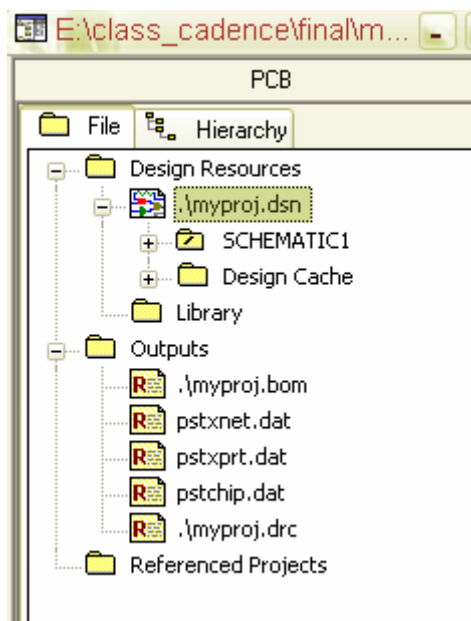 E:\class_cadence\final\m...
PCB
File Hierarchy
Design Resources
.\myproj.dsn
SCHEMATIC1
Design Cache
Library
Outputs
.\myproj.bom
pstxnet.dat
pstxprt.dat
pstchip.dat
.\myproj.drc
Referenced Projects